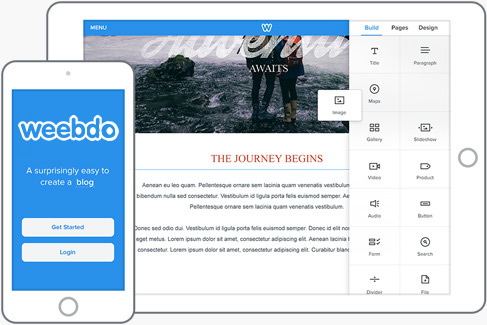 weebdo
A surprisingly easy to
create a blog
Get Started
Login
MENU
W
Adventure
AWAITS
THE JOURNEY BEGINS
Aenean eu leo quam. Pellentesque ornare sem lacinia quam venenatis vestibulum
bibendum nulla sed consectetur. Vestibulum id ligula porta felis euismod semper.
Pellentesque ornare sem lacinia quam venenatis vestibulum.
Donec sed odio dui. Vestibulum id ligula porta felis euismod semper. Donec id elit non
eget metus. Lorem ipsum dolor sit amet, consectetur adipiscing elit. Aenean lacinia
consectetur. Lorem ipsum dolor sit amet, consectetur adipiscing elit. Curabitur blan
Build Pages Design
Title Paragraph
Maps
Image
Gallery Slideshow
Video Product
Audio Button
Form Search
Divider File